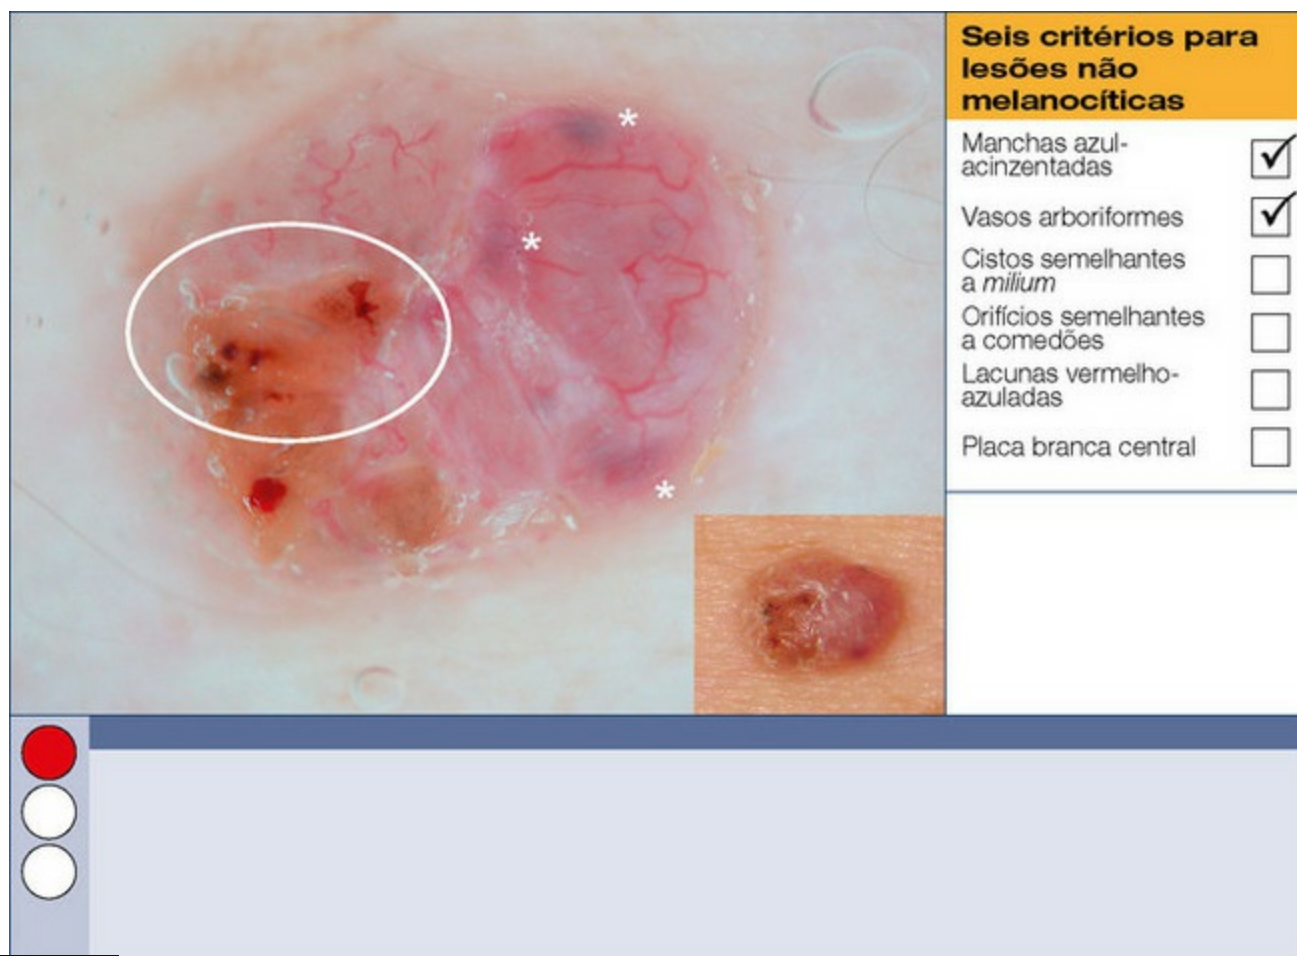 Seis critérios para
lesões não
melanocíticas
Manchas azul-
acinzentadas
Vasos arboriformes
Cistos semelhantes
a milium
Orifícios semelhantes
a comedões
Lacunas vermelho-
azuladas
Placa branca central
*
*
*